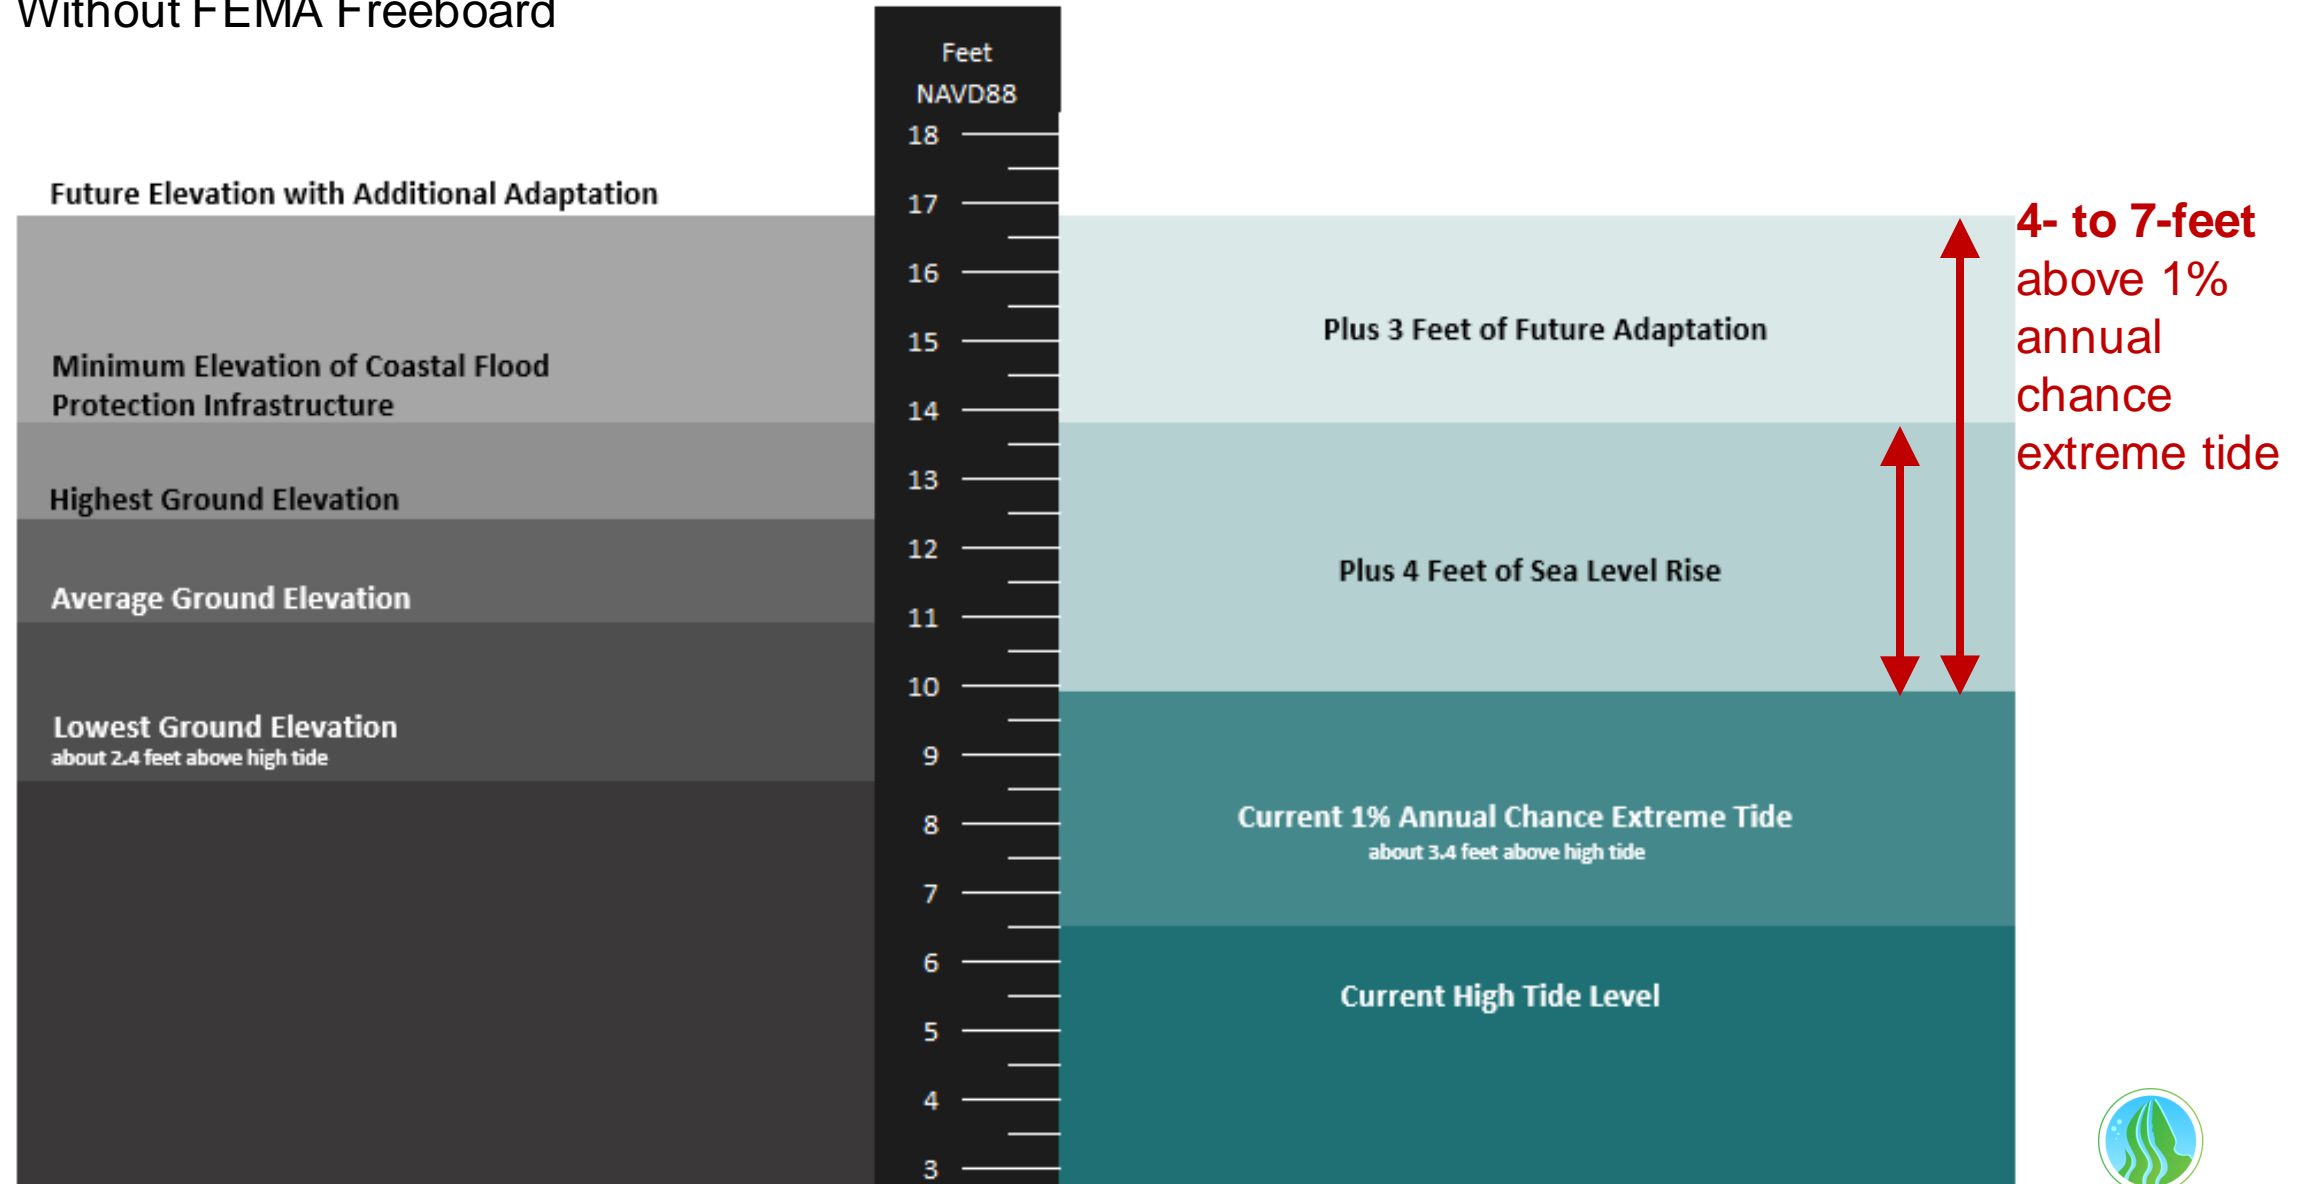 Without FEMA Freeboard
Feet
NAVD88
18
17
16
15
14
13
12
11
10
9
8
7
6
5
4
3
Future Elevation with Additional Adaptation
Minimum Elevation of Coastal Flood
Protection Infrastructure
Highest Ground Elevation
Average Ground Elevation
Lowest Ground Elevation
about 2.4 feet above high tide
Plus 3 Feet of Future Adaptation
Plus 4 Feet of Sea Level Rise
Current 1% Annual Chance Extreme Tide
about 3.4 feet above high tide
Current High Tide Level
4- to 7-feet
above 1%
annual
chance
extreme tide